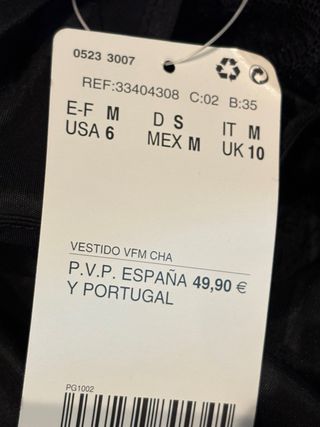 0523 3007
REF:33404308 C:02 B:35
E-F M D S IT M
USA 6 MEX M UK 10
VESTIDO VFM CHA
P.V.P. ESPAÑA 49,90 €
Y PORTUGAL
PG1002